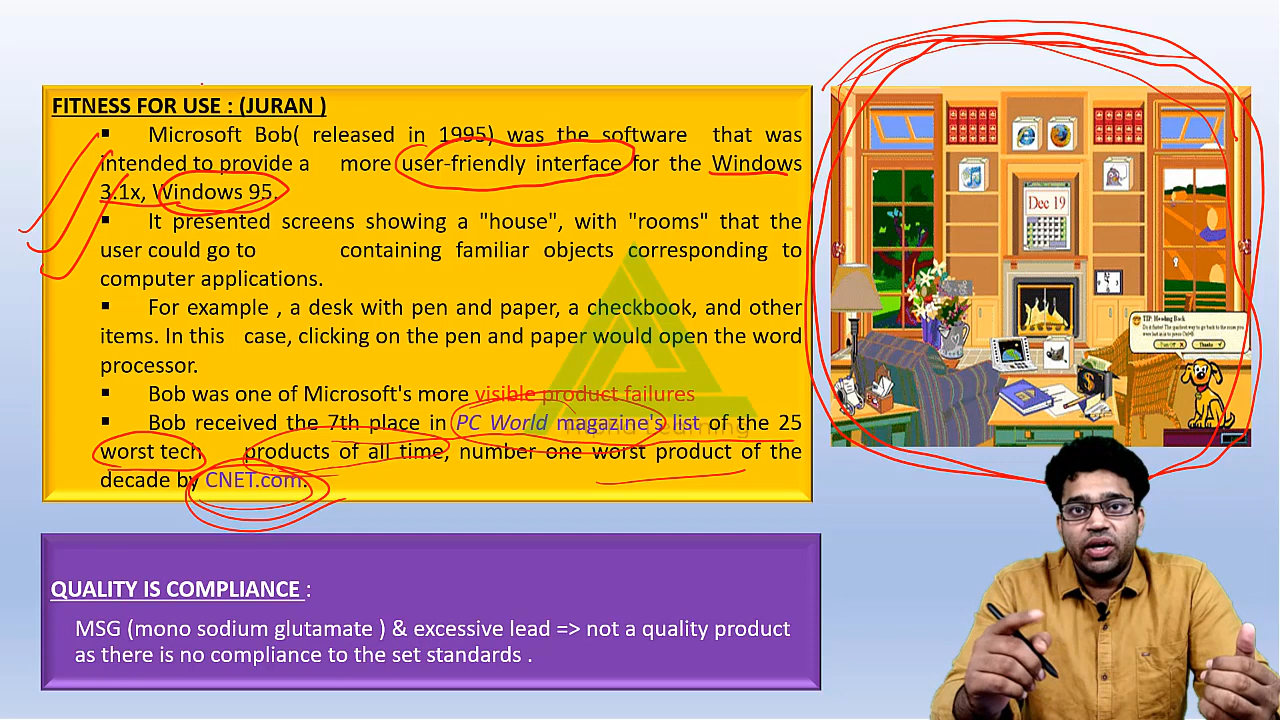 FITNESS FOR USE : (JURAN )
▪ Microsoft Bob( released in 1995) was the software that was
intended to provide a more user-friendly interface for the Windows
3.1x, Windows 95.
▪ It presented screens showing a "house", with "rooms" that the
user could go to containing familiar objects corresponding to
computer applications.
▪ For example , a desk with pen and paper, a checkbook, and other
items. In this case, clicking on the pen and paper would open the word
processor.
▪ Bob was one of Microsoft's more visible product failures
▪ Bob received the 7th place in PC World magazine's list of the 25
worst tech products of all time, number one worst product of the
decade by CNET.com.
Dec 19
TIP: Heading Back
QUALITY IS COMPLIANCE :
MSG (mono sodium glutamate ) & excessive lead => not a quality product
as there is no compliance to the set standards .